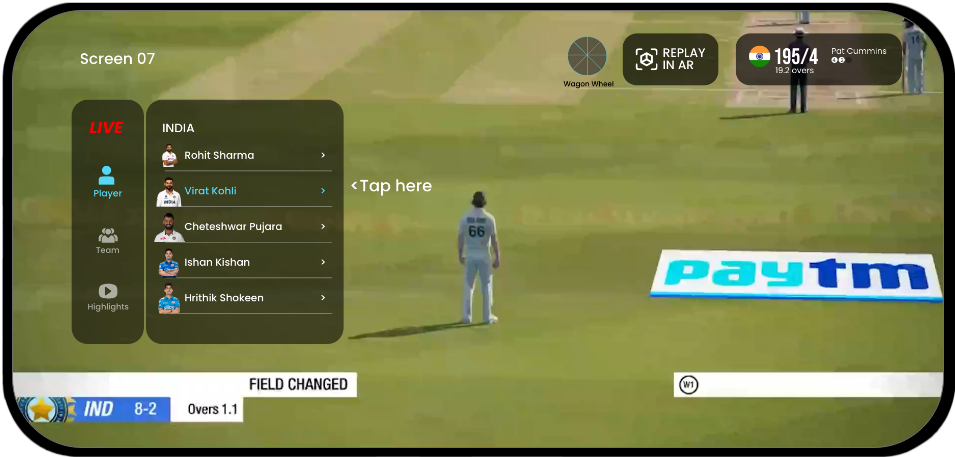 Screen 07
Wagon Wheel
REPLAY
IN AR
195/4
19.2 overs
Pat Cummins
14
LIVE
Player
Team
Highlights
INDIA
Rohit Sharma >
Virat Kohli >
Cheteshwar Pujara >
Ishan Kishan >
Hrithik Shokeen >
<Tap here
66
paytm
FIELD CHANGED
W1
IND 8-2 Overs 1.1